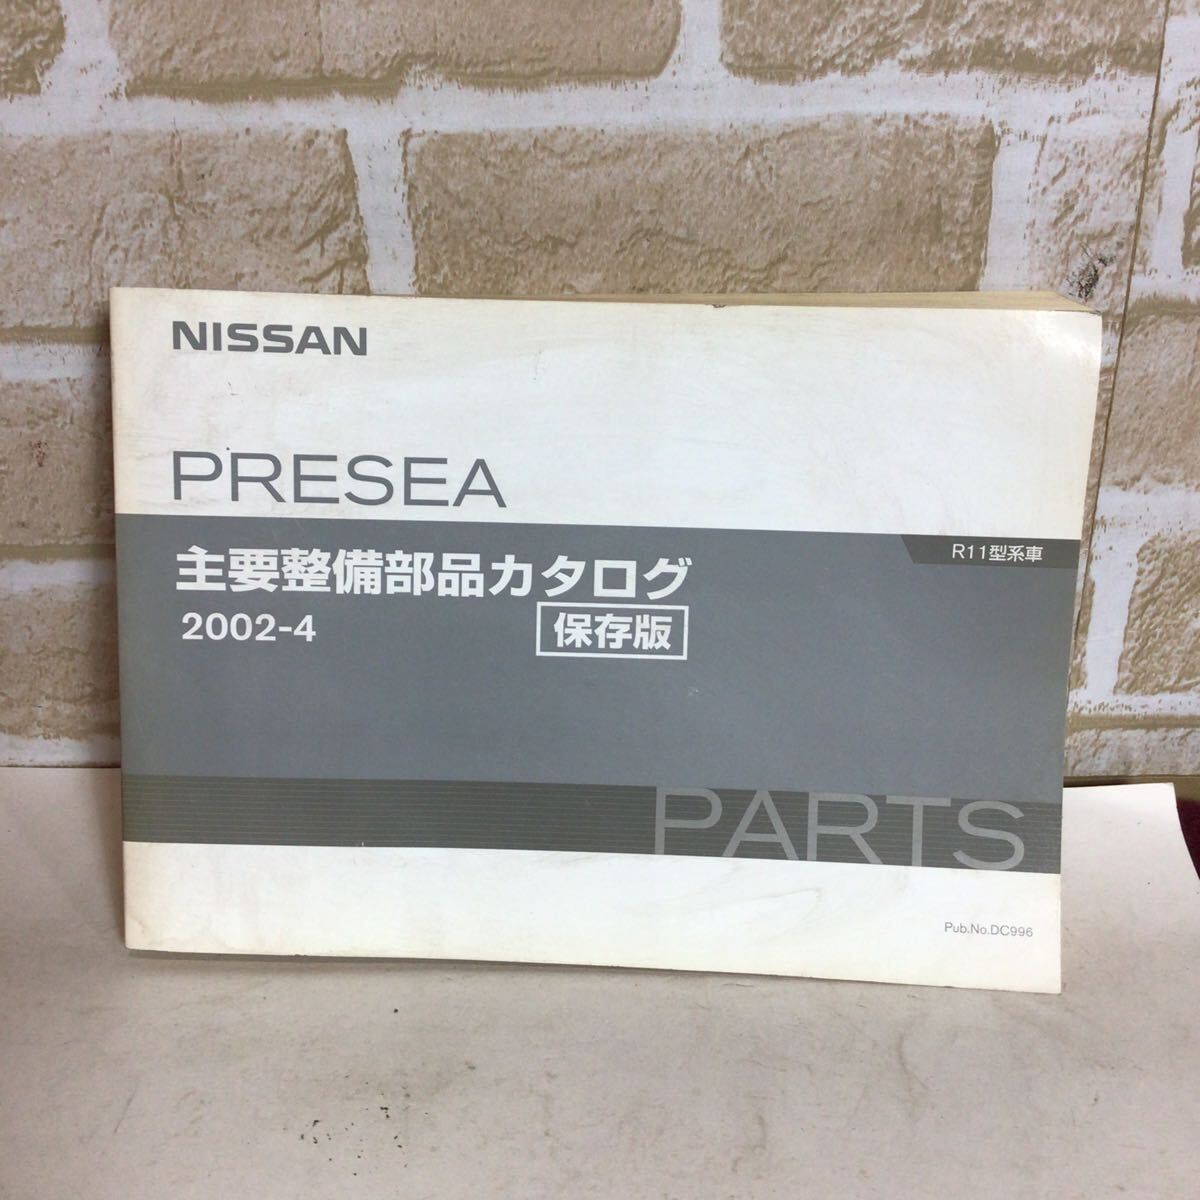 NISSAN
PRESEA
R11型系車
主要整備部品カタログ
2002-4
保存版
PARTS
Pub.No.DC996